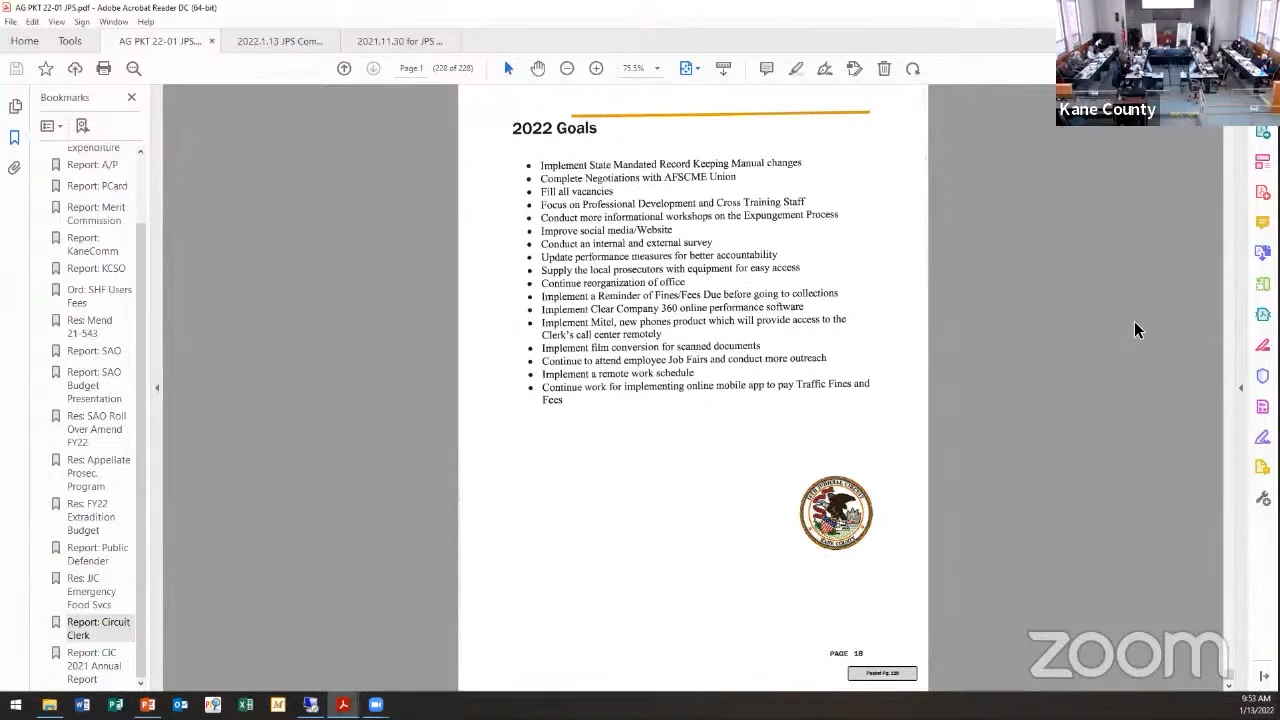 AG PKT 22-01 JPS.pdf - Adobe Acrobat Reader DC (64-bit)
File Edit View Sign Window Help
Home Tools AG PKT 22-01 JPS... × 2022.1.13 JPS Com... 2021.11.30 for JPS ...
Page 1 (228 of 228) 75.5%
Kane County
Bookmarks
Expenditure
Report: A/P
Report: PCard
Report: Merit
Commission
Report:
KaneComm
Report: KCSO
Ord: SHF Users
Fees
Res: Mend
21-543
Report: SAO
Report: SAO
Budget
Presentation
Res: SAO Roll
Over Amend
FY22
Res: Appellate
Prosec.
Program
Res: FY22
Extradition
Budget
Report: Public
Defender
Res: JJC
Emergency
Food Svcs
Report: Circuit
Clerk
Report: CIC
2021 Annual
Report
2022 Goals
• Implement State Mandated Record Keeping Manual changes
• Complete Negotiations with AFSCME Union
• Fill all vacancies
• Focus on Professional Development and Cross Training Staff
• Conduct more informational workshops on the Expungement Process
• Improve social media/Website
• Conduct an internal and external survey
• Update performance measures for better accountability
• Supply the local prosecutors with equipment for easy access
• Continue reorganization of office
• Implement a Reminder of Fines/Fees Due before going to collections
• Implement Clear Company 360 online performance software
• Implement Mitel, new phones product which will provide access to the
Clerk's call center remotely
• Implement film conversion for scanned documents
• Continue to attend employee Job Fairs and conduct more outreach
• Implement a remote work schedule
• Continue work for implementing online mobile app to pay Traffic Fines and
Fees
JUDICIAL CIRCUIT
COUNTY
PAGE 18
zoom
9:53 AM
1/13/2022